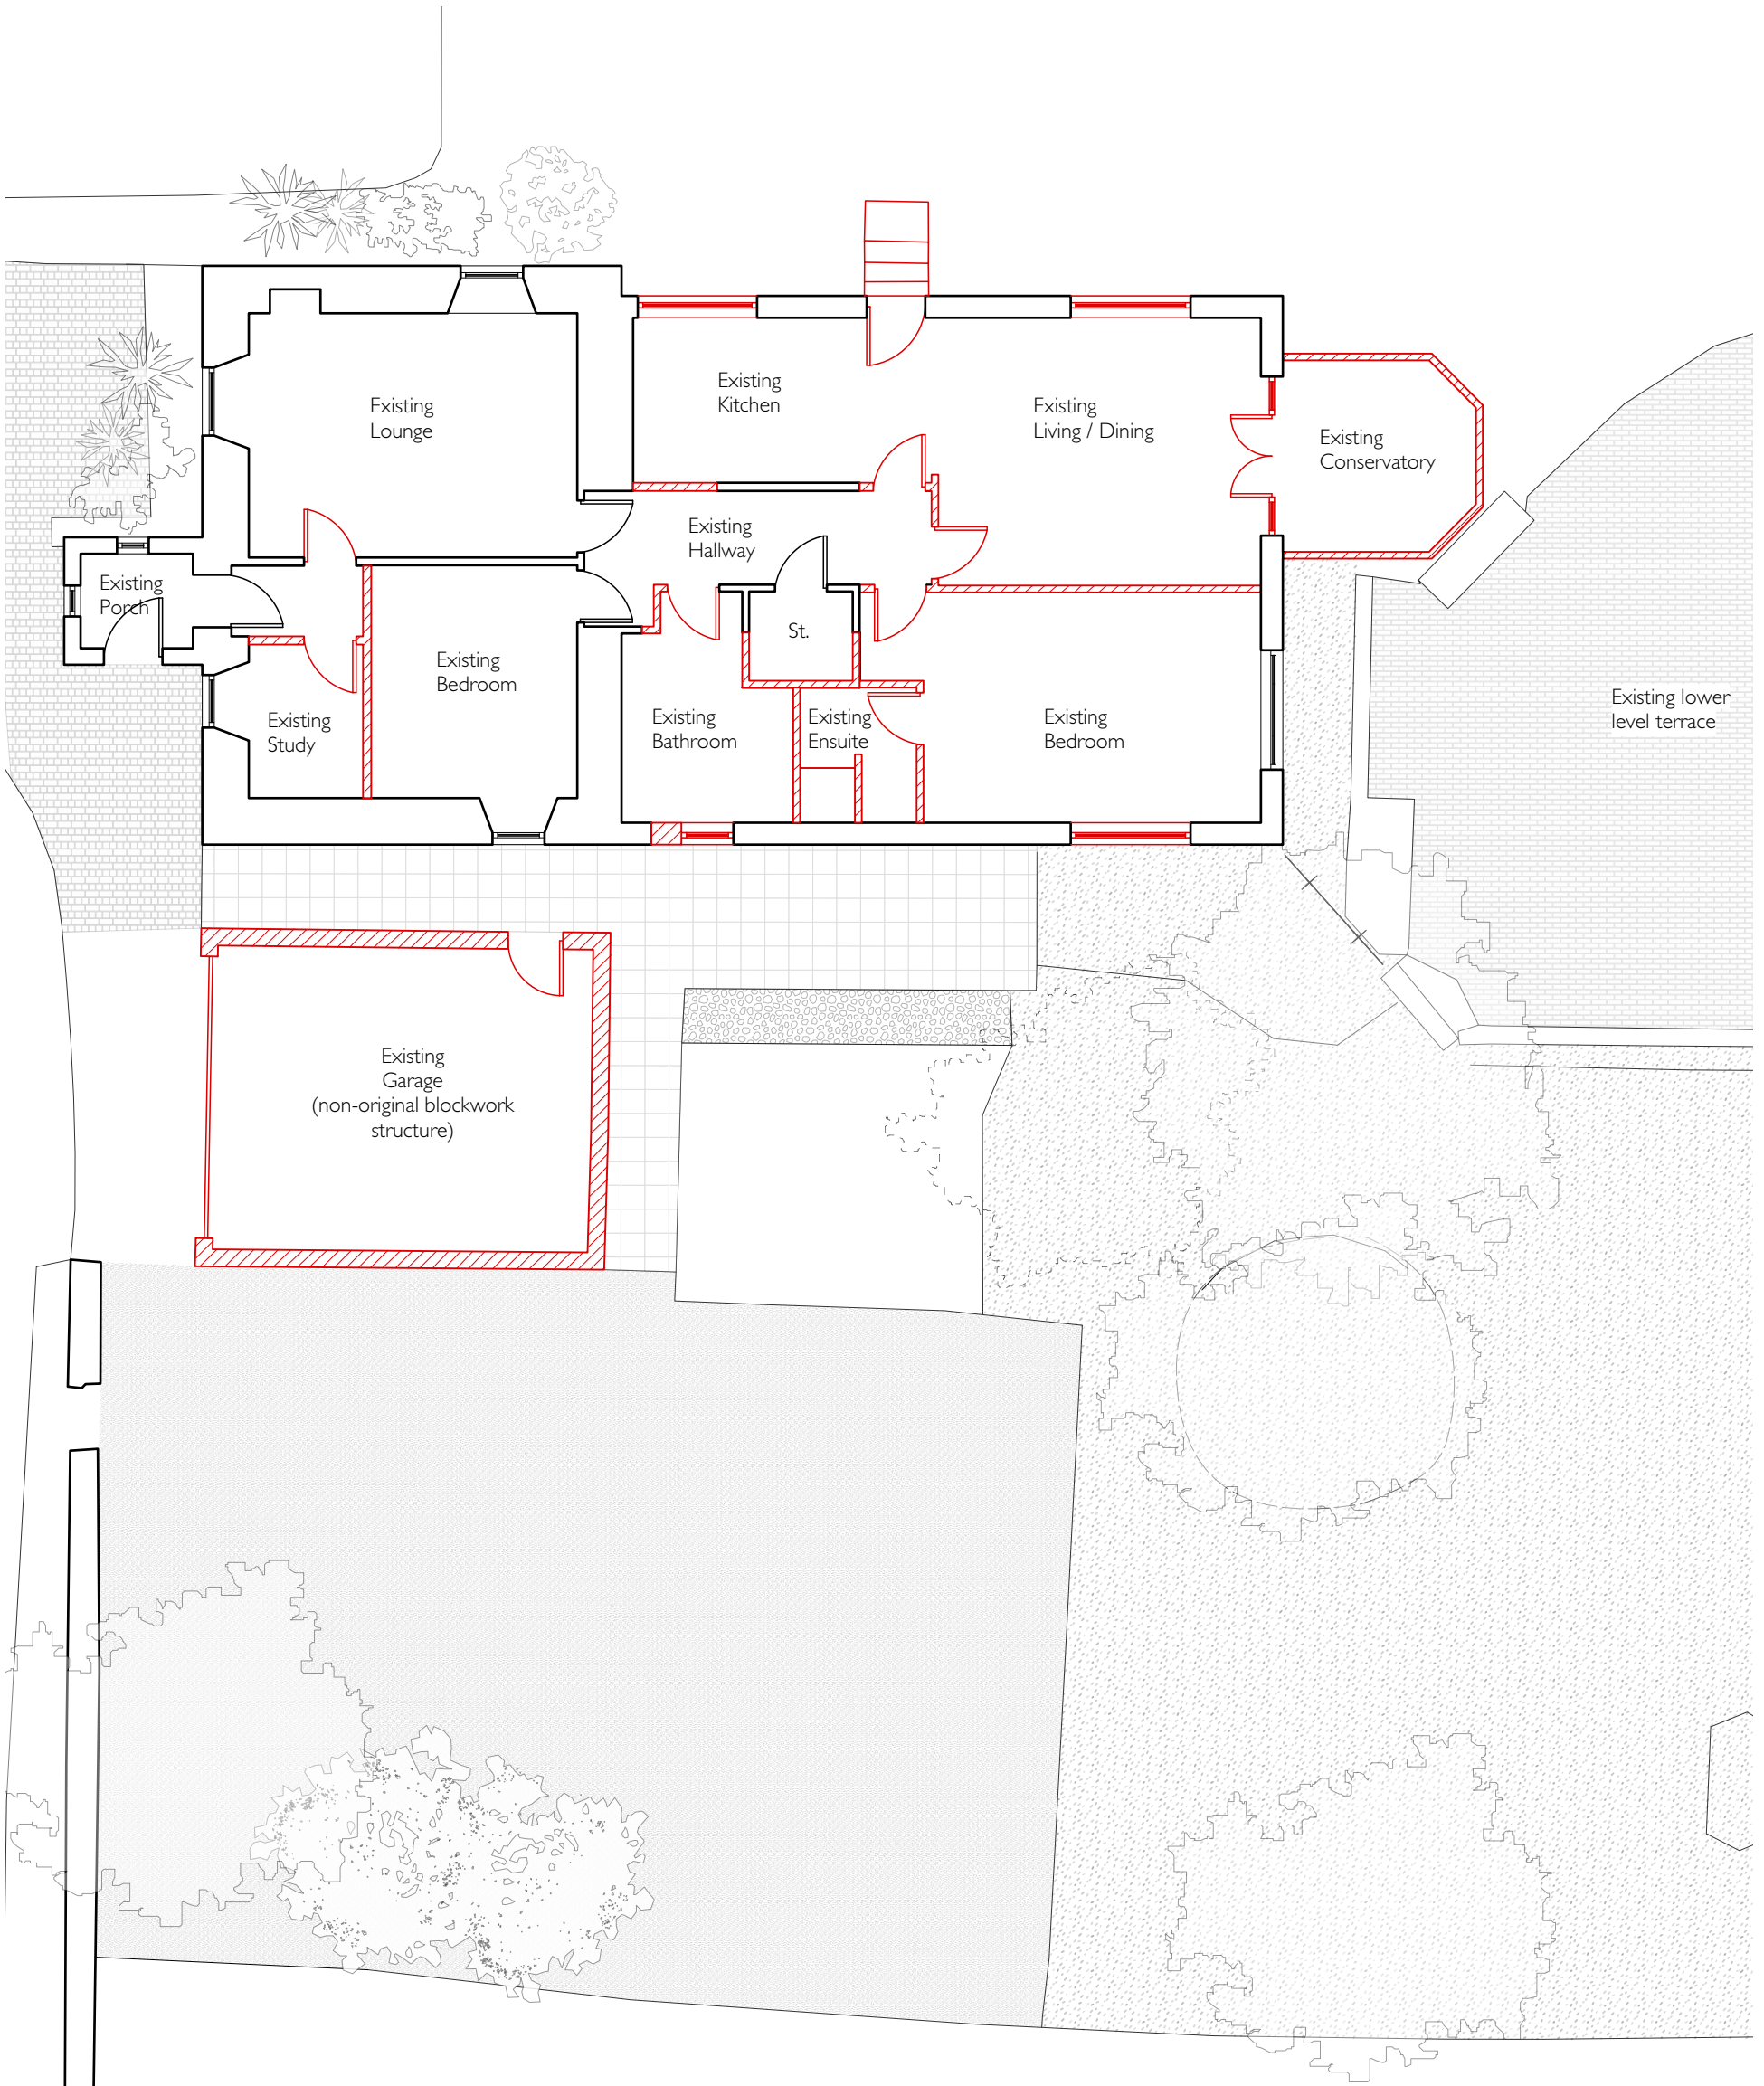 Existing
Kitchen
Existing
Lounge
Existing
Living / Dining
Existing
Conservatory
Existing
Hallway
Existing
Porch
St.
Existing
Bedroom
Existing
Study
Existing
Bathroom
Existing
Ensuite
Existing
Bedroom
Existing lower
level terrace
Existing
Garage
(non-original blockwork
structure)